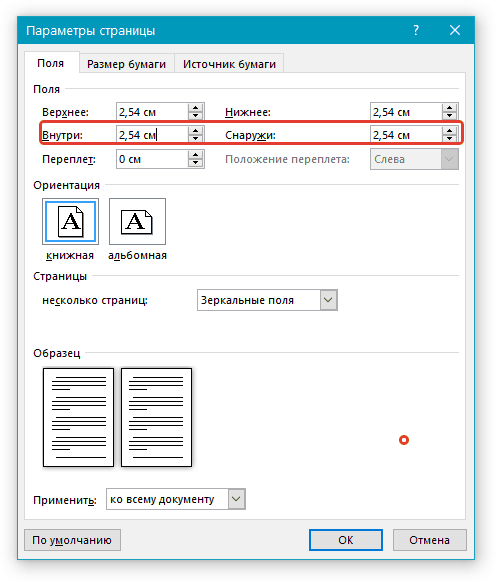 Параметры страницы ?
Поля Размер бумаги Источник бумаги
Поля
Верхнее: 2,54 см Нижнее: 2,54 см
Внутри: 2,54 см Снаружи: 2,54 см
Переплет: 0 см Положение переплета: Слева
Ориентация
А А
книжная альбомная
Страницы
несколько страниц: Зеркальные поля
Образец
Применить: ко всему документу
По умолчанию ОК Отмена